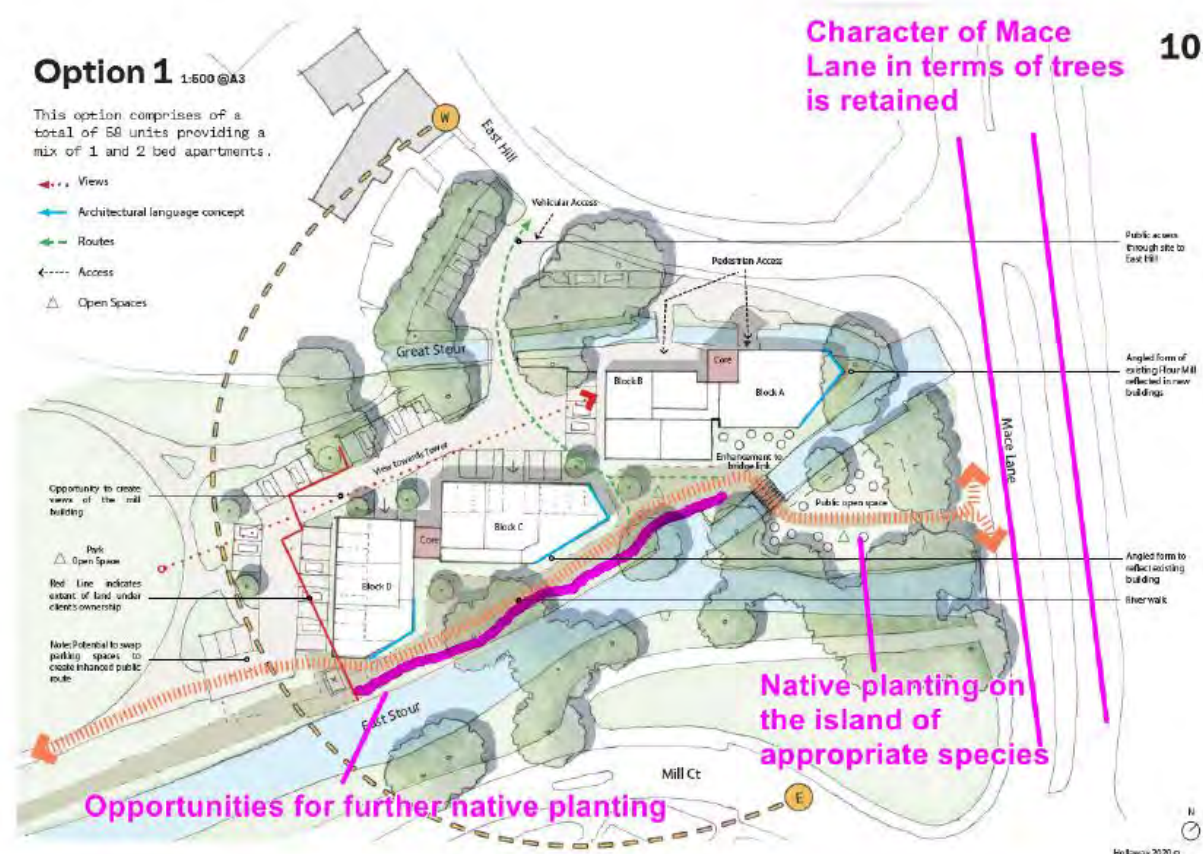 Option 1 1:500 @A3
This option comprises of a
total of 58 units providing a
mix of 1 and 2 bed apartments.
Views
Architectural language concept
Routes
Access
Open Spaces
Character of Mace
Lane in terms of trees
is retained
10
W
East Hill
Vehicular Access
Pedestrian Access
Public access
through site to
East Hill
Great Stour
Core
Block B
Block A
Angled form of
existing Flour Mill
reflected in new
buildings
Mace Lane
View towards Tower
Enhancement to
bridge link
Public open space
Opportunity to create
views of the mill
building
Block C
Core
Park
Open Space
Angled form to
reflect existing
building
Red Line indicates
extent of land under
client's ownership
Block D
River walk
Note: Potential to swap
parking spaces to
create inhanced public
route
East Stour
Native planting on
the island of
appropriate species
Mill Ct
Opportunities for further native planting
E
N